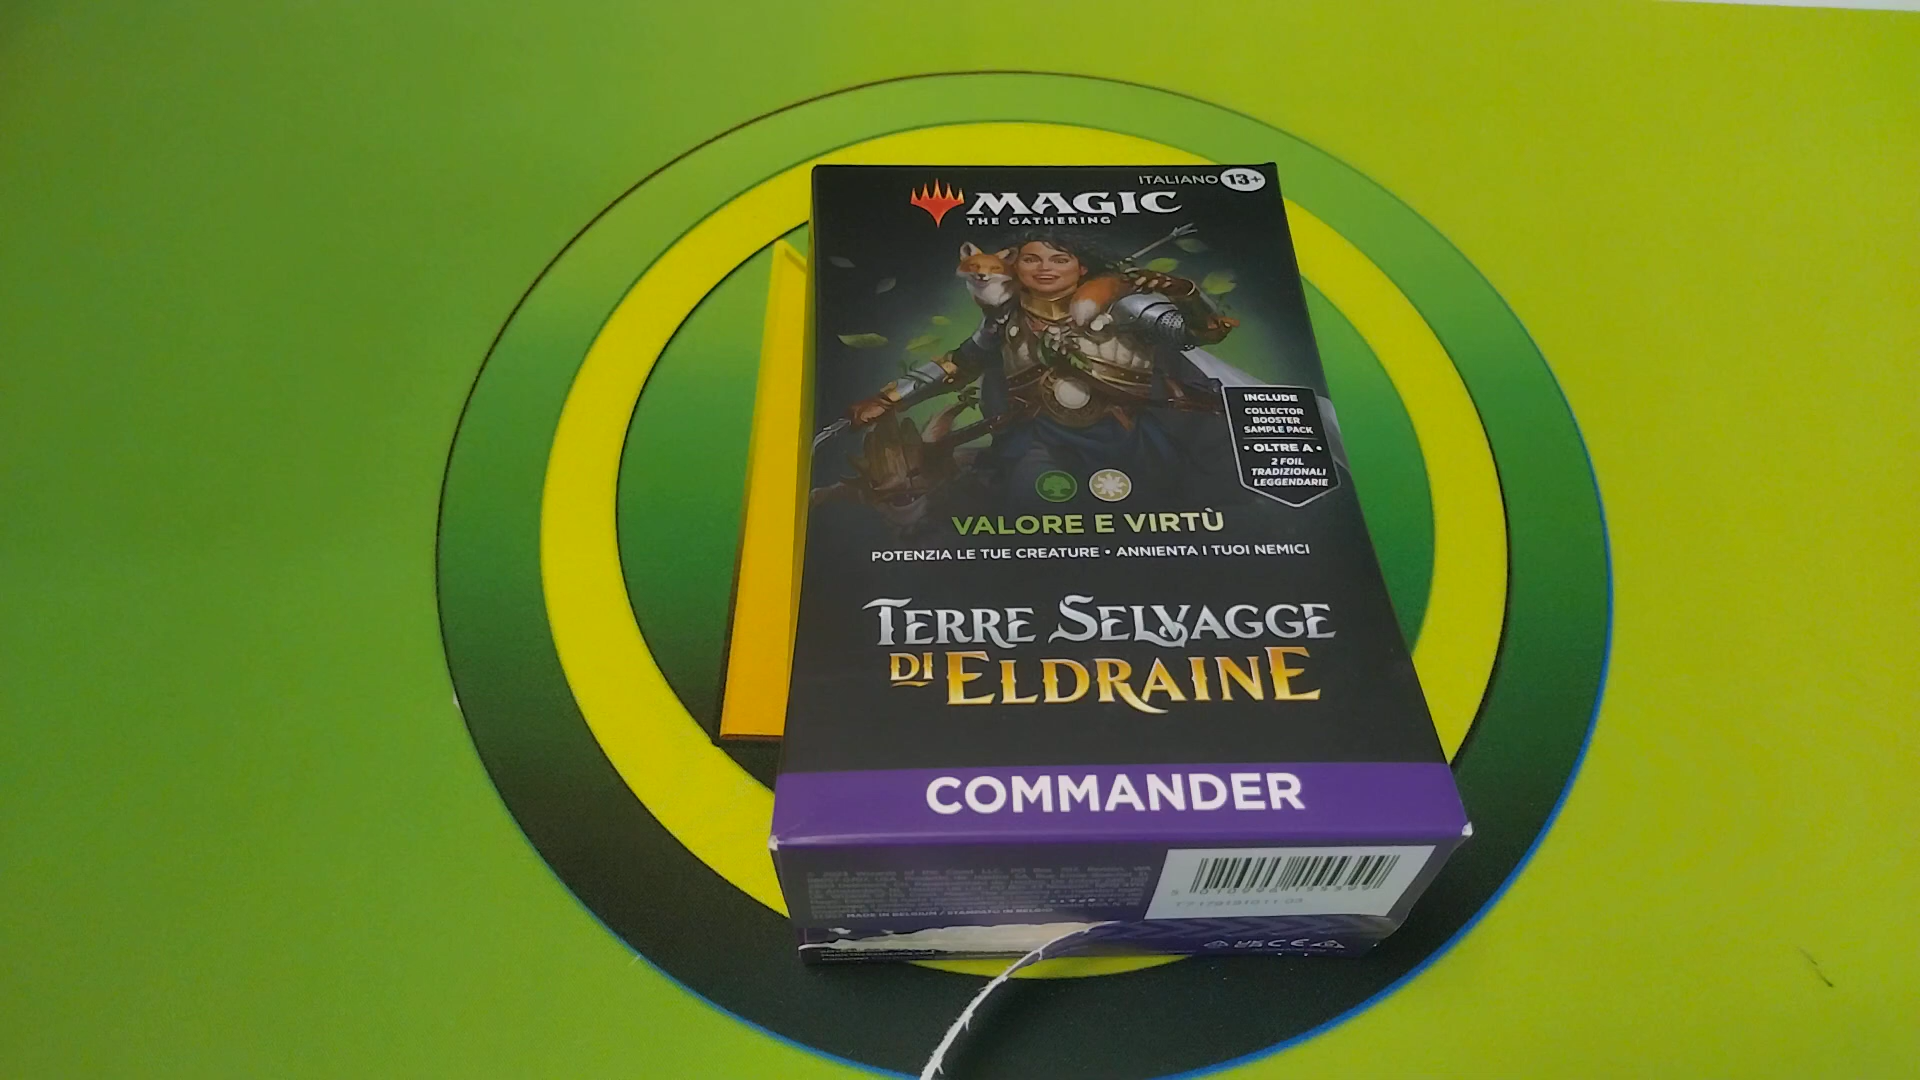 ITALIANO 13+
MAGIC
THE GATHERING
INCLUDE
COLLECTOR
BOOSTER
SAMPLE PACK
• OLTRE A •
2 FOIL
TRADIZIONALI
LEGGENDARIE
VALORE E VIRTÙ
POTENZIA LE TUE CREATURE • ANNIENTA I TUOI NEMICI
TERRE SELVAGGE
DI ELDRAINE
COMMANDER
MADE IN BELGIUM / STAMPATO IN BELGIO